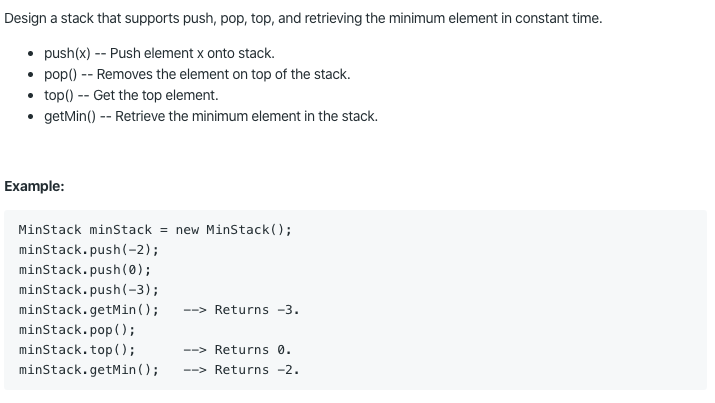 Design a stack that supports push, pop, top, and retrieving the minimum element in constant time.
• push(x) -- Push element x onto stack.
• pop() -- Removes the element on top of the stack.
• top() -- Get the top element.
• getMin() -- Retrieve the minimum element in the stack.
Example:
MinStack minStack = new MinStack();
minStack.push(-2);
minStack.push(0);
minStack.push(-3);
minStack.getMin();   --> Returns -3.
minStack.pop();
minStack.top();      --> Returns 0.
minStack.getMin();   --> Returns -2.